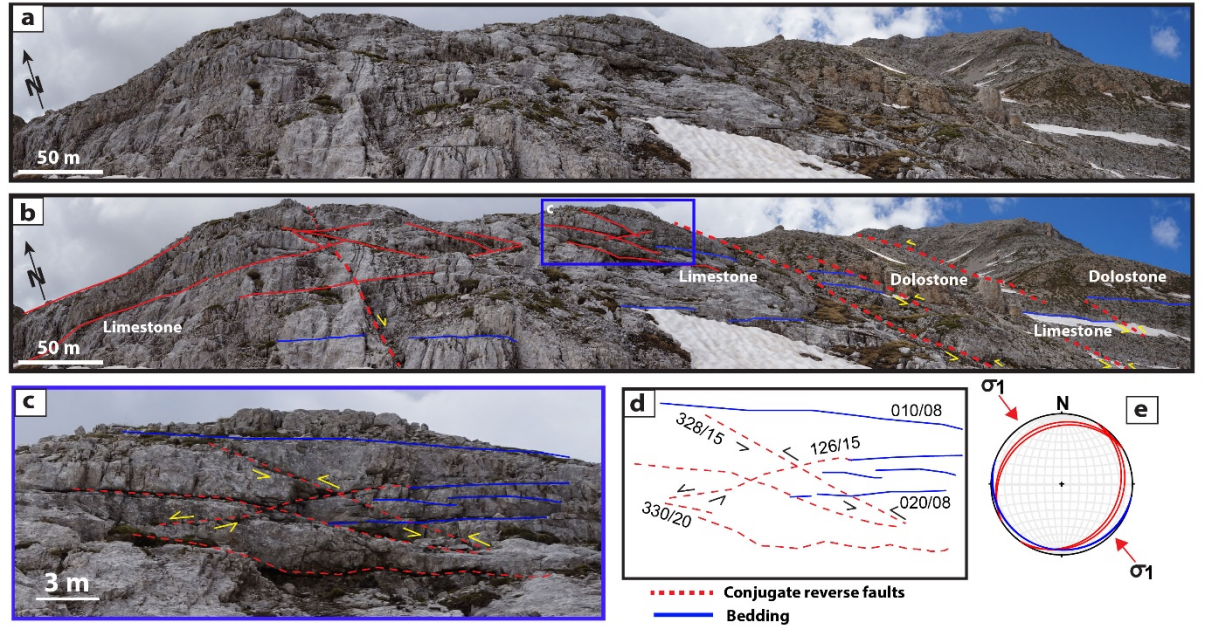 a
N
50 m
b
c
N
Limestone
Dolostone
Dolostone
Limestone
Limestone
50 m
c
3 m
d
010/08
328/15
126/15
020/08
330/20
Conjugate reverse faults
Bedding
e
σ1
N
σ1